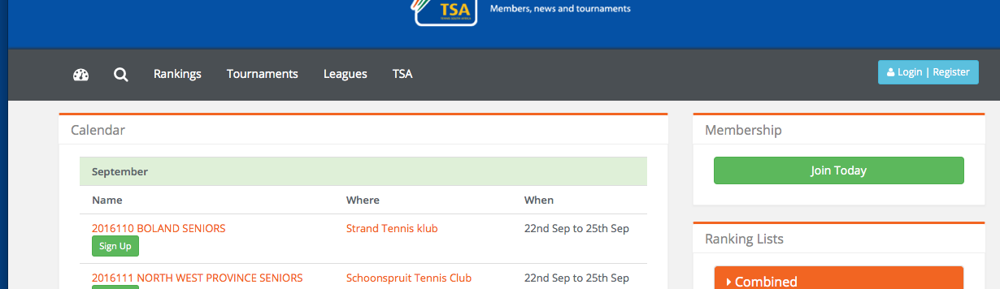 TSA
Members, news and tournaments
Rankings Tournaments Leagues TSA Login | Register
Calendar
September
Name Where When
2016110 BOLAND SENIORS Strand Tennis klub 22nd Sep to 25th Sep
Sign Up
2016111 NORTH WEST PROVINCE SENIORS Schoonspruit Tennis Club 22nd Sep to 25th Sep
Membership
Join Today
Ranking Lists
Combined